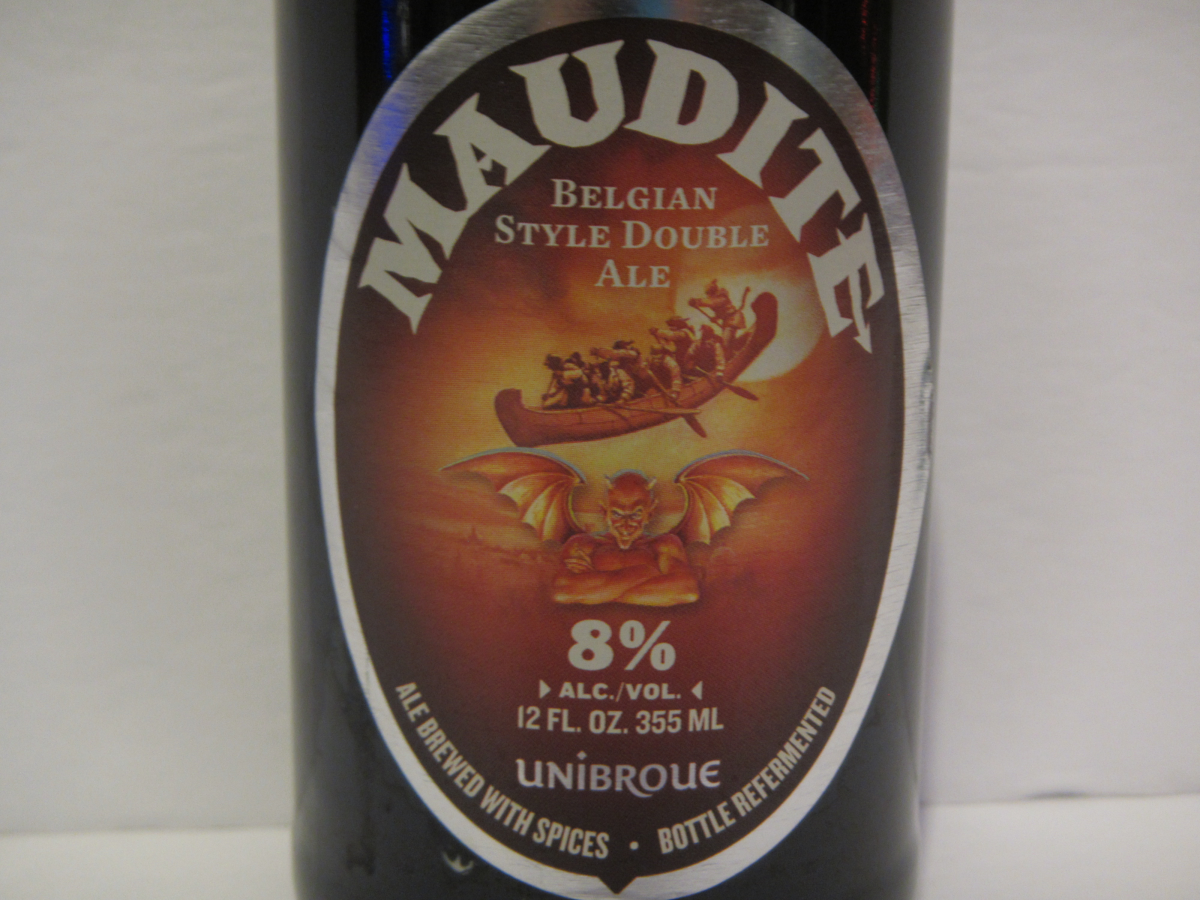 MAUDITE
BELGIAN
STYLE DOUBLE
ALE
8%
ALC./VOL.
12 FL. OZ. 355 ML
UNIBROUE
ALE BREWED WITH SPICES • BOTTLE REFERMENTED